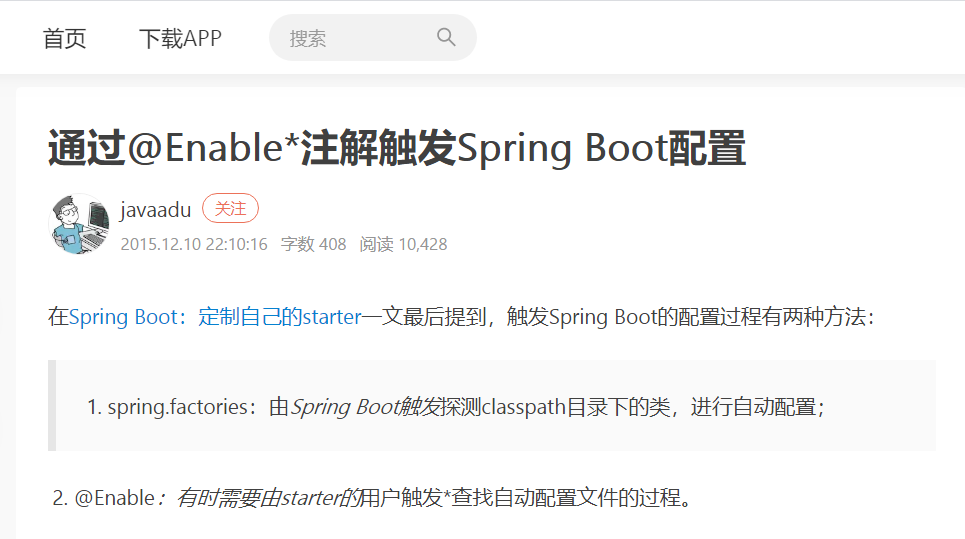 首页 下载APP 搜索
通过@Enable*注解触发Spring Boot配置
javaadu 关注
2015.12.10 22:10:16 字数 408 阅读 10,428
在Spring Boot：定制自己的starter一文最后提到，触发Spring Boot的配置过程有两种方法：
1. spring.factories：由Spring Boot触发探测classpath目录下的类，进行自动配置；
2. @Enable：有时需要由starter的用户触发*查找自动配置文件的过程。